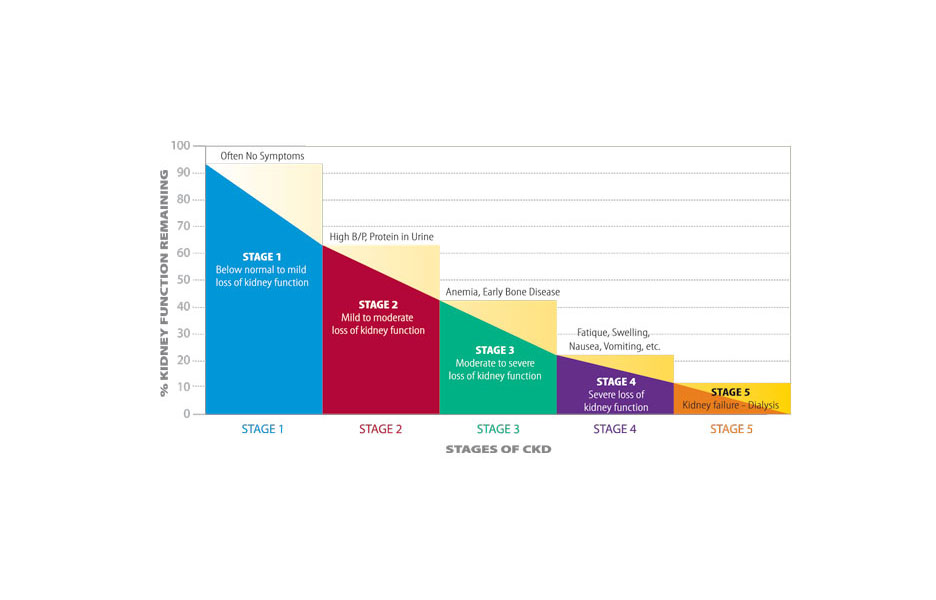 % KIDNEY FUNCTION REMAINING
100
90
80
70
60
50
40
30
20
10
0
Often No Symptoms
STAGE 1
Below normal to mild
loss of kidney function
High B/P, Protein in Urine
STAGE 2
Mild to moderate
loss of kidney function
Anemia, Early Bone Disease
STAGE 3
Moderate to severe
loss of kidney function
Fatique, Swelling,
Nausea, Vomiting, etc.
STAGE 4
Severe loss of
kidney function
STAGE 5
Kidney failure – Dialysis
STAGE 1
STAGE 2
STAGE 3
STAGE 4
STAGE 5
STAGES OF CKD